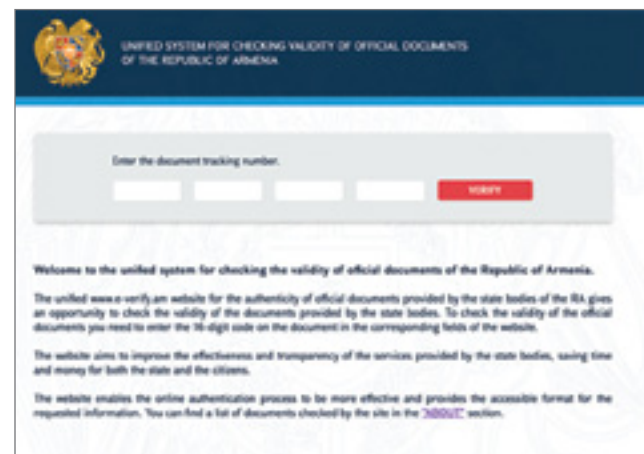 UNIFIED SYSTEM FOR CHECKING VALIDITY OF OFFICIAL DOCUMENTS
OF THE REPUBLIC OF ARMENIA
Enter the document tracking number.
VERIFY
Welcome to the unified system for checking the validity of official documents of the Republic of Armenia.
The unified www.e-verify.am website for the authenticity of official documents provided by the state bodies of the RA gives
an opportunity to check the validity of the documents provided by the state bodies. To check the validity of the official
documents you need to enter the 16-digit code on the document in the corresponding fields of the website.
The website aims to improve the effectiveness and transparency of the services provided by the state bodies, saving time
and money for both the state and the citizens.
The website enables the online authentication process to be more effective and provides the accessible format for the
requested information. You can find a list of documents checked by the site in the "ABOUT" section.